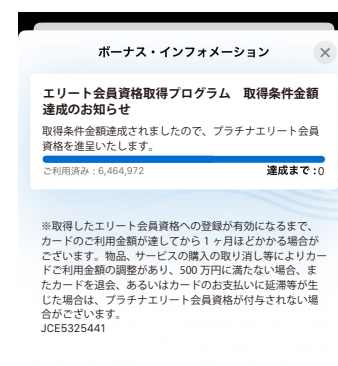 ボーナス・インフォメーション
エリート会員資格取得プログラム　取得条件金額
達成のお知らせ
取得条件金額達成されましたので、プラチナエリート会員
資格を進呈いたします。
ご利用済み : 6,464,972　達成まで : 0
※取得したエリート会員資格への登録が有効になるまで、
カードのご利用金額が達してから 1 ヶ月ほどかかる場合が
ございます。物品、サービスの購入の取り消し等によりカー
ドご利用金額の調整があり、500 万円に満たない場合、ま
たカードを退会、あるいはカードのお支払いに延滞等が生
じた場合は、プラチナエリート会員資格が付与されない場
合がございます。
JCE5325441